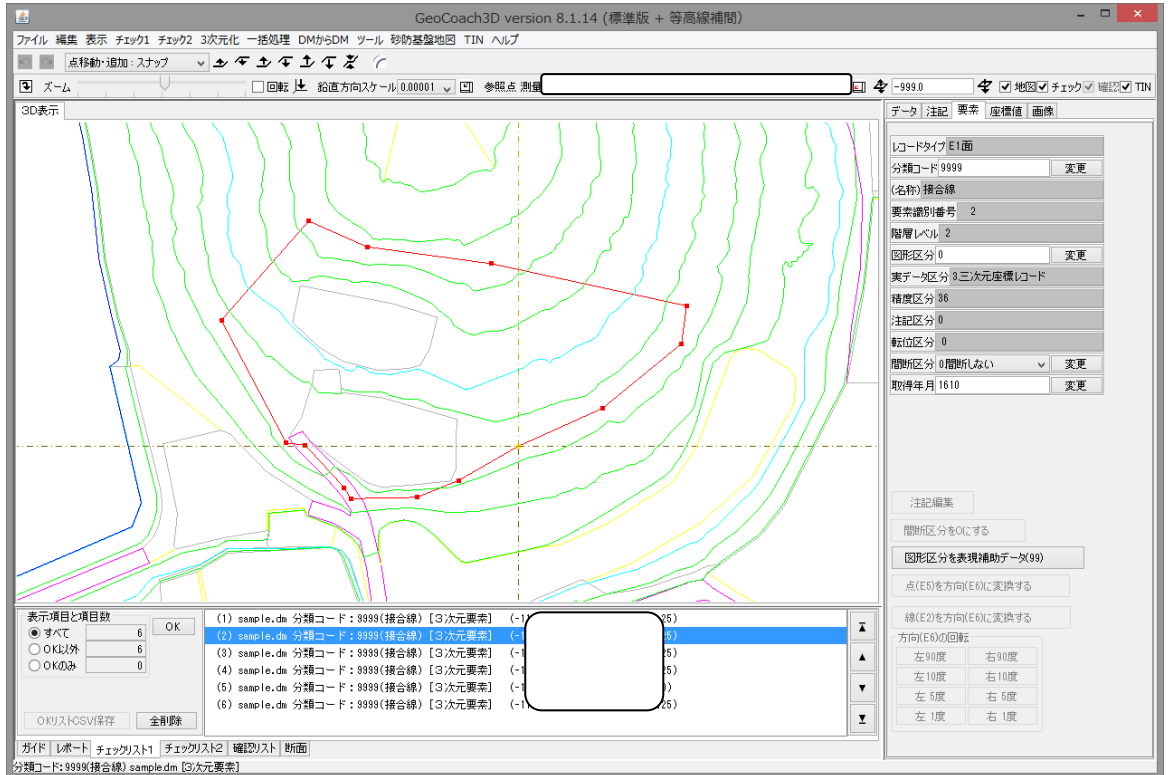 GeoCoach3D version 8.1.14 (標準版 + 等高線補間)
ファイル 編集 表示 チェック1 チェック2 3次元化 一括処理 DMからDM ツール 砂防基盤地図 TIN ヘルプ
点移動・追加：スナップ
ズーム 回転 鉛直方向スケール 0.00001 参照点 測量 -999.0 地図 チェック 確認 TIN
3D表示
データ 注記 要素 座標値 画像
レコードタイプ E1面
分類コード 9999 変更
(名称) 接合線
要素識別番号 2
階層レベル 2
図形区分 0 変更
実データ区分 3.三次元座標レコード
精度区分 36
注記区分 0
転位区分 0
間断区分 0間断しない 変更
取得年月 1610 変更
注記編集
間断区分を0にする
図形区分を表現補助データ(99)
点(E5)を方向(E6)に変換する
線(E2)を方向(E6)に変換する
方向(E6)の回転
左90度 右90度
左10度 右10度
左 5度 右 5度
左 1度 右 1度
表示項目と項目数
すべて 6 OK
OK以外 6
OKのみ 0
OKリストCSV保存 全削除
(1) sample.dm 分類コード：9999(接合線) [3次元要素] (-1 25)
(2) sample.dm 分類コード：9999(接合線) [3次元要素] (-1 5)
(3) sample.dm 分類コード：9999(接合線) [3次元要素] (-1 5)
(4) sample.dm 分類コード：9999(接合線) [3次元要素] (-1 5)
(5) sample.dm 分類コード：9999(接合線) [3次元要素] (-1 )
(6) sample.dm 分類コード：9999(接合線) [3次元要素] (-1 25)
ガイド レポート チェックリスト1 チェックリスト2 確認リスト 断面
分類コード：9999(接合線) sample.dm [3次元要素]